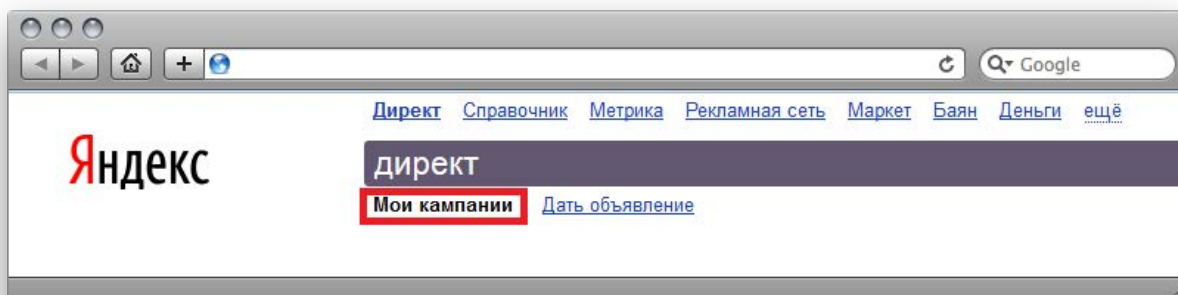 Google
Директ Справочник Метрика Рекламная сеть Маркет Баян Деньги ещё
Яндекс
директ
Мои кампании Дать объявление